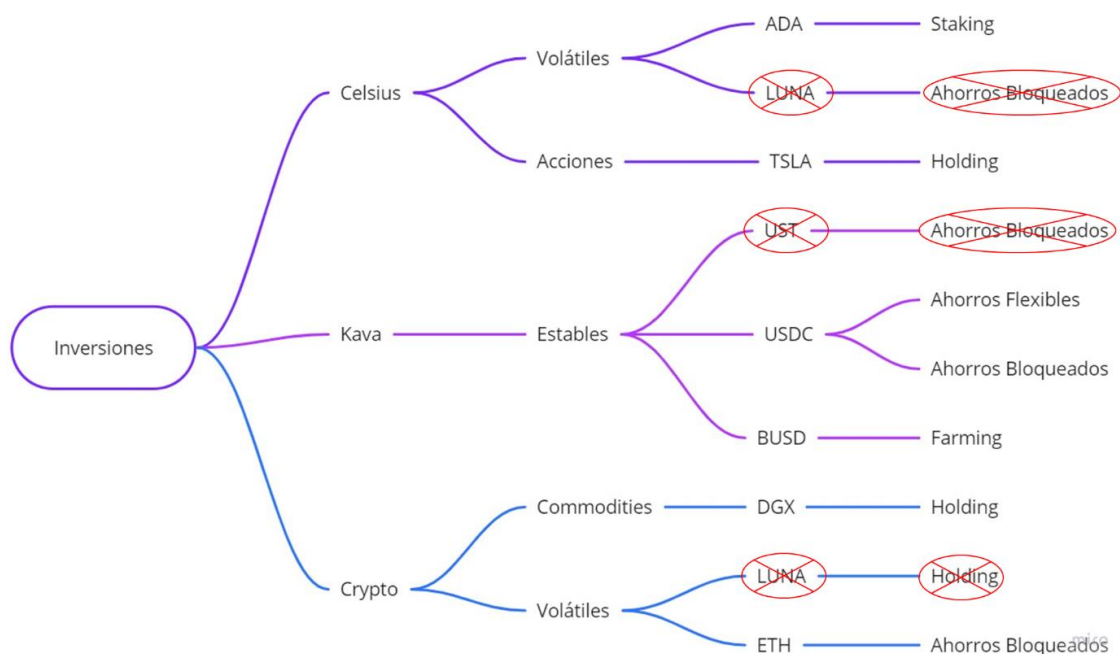 ADA
Staking
Volátiles
Celsius
LUNA
Ahorros Bloqueados
Acciones
TSLA
Holding
UST
Ahorros Bloqueados
Ahorros Flexibles
Inversiones
Kava
Estables
USDC
Ahorros Bloqueados
BUSD
Farming
Commodities
DGX
Holding
Crypto
LUNA
Holding
Volátiles
ETH
Ahorros Bloqueados
miro